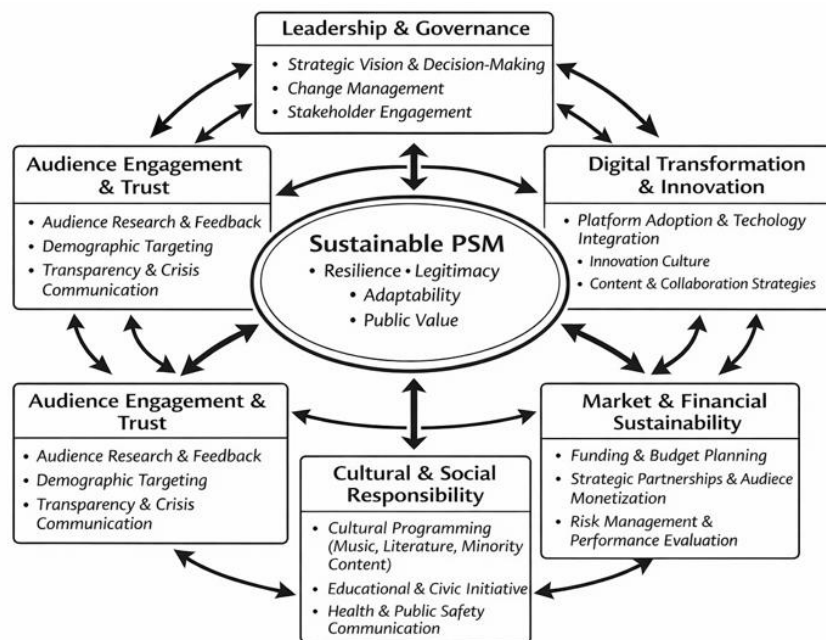 Leadership & Governance
• Strategic Vision & Decision-Making
• Change Management
• Stakeholder Engagement
Audience Engagement
& Trust
• Audience Research & Feedback
• Demographic Targeting
• Transparency & Crisis
Communication
Digital Transformation
& Innovation
• Platform Adoption & Techology
Integration
• Innovation Culture
• Content & Collaboration Strategies
Sustainable PSM
• Resilience • Legitimacy
• Adaptability
• Public Value
Audience Engagement &
Trust
• Audience Research & Feedback
• Demographic Targeting
• Transparency & Crisis
Communication
Market & Financial
Sustainability
• Funding & Budget Planning
• Strategic Partnerships & Audiece
Monetization
• Risk Management &
Performance Evaluation
Cultural & Social
Responsibility
• Cultural Programming
(Music, Literature, Minority
Content)
• Educational & Civic Initiative
• Health & Public Safety
Communication